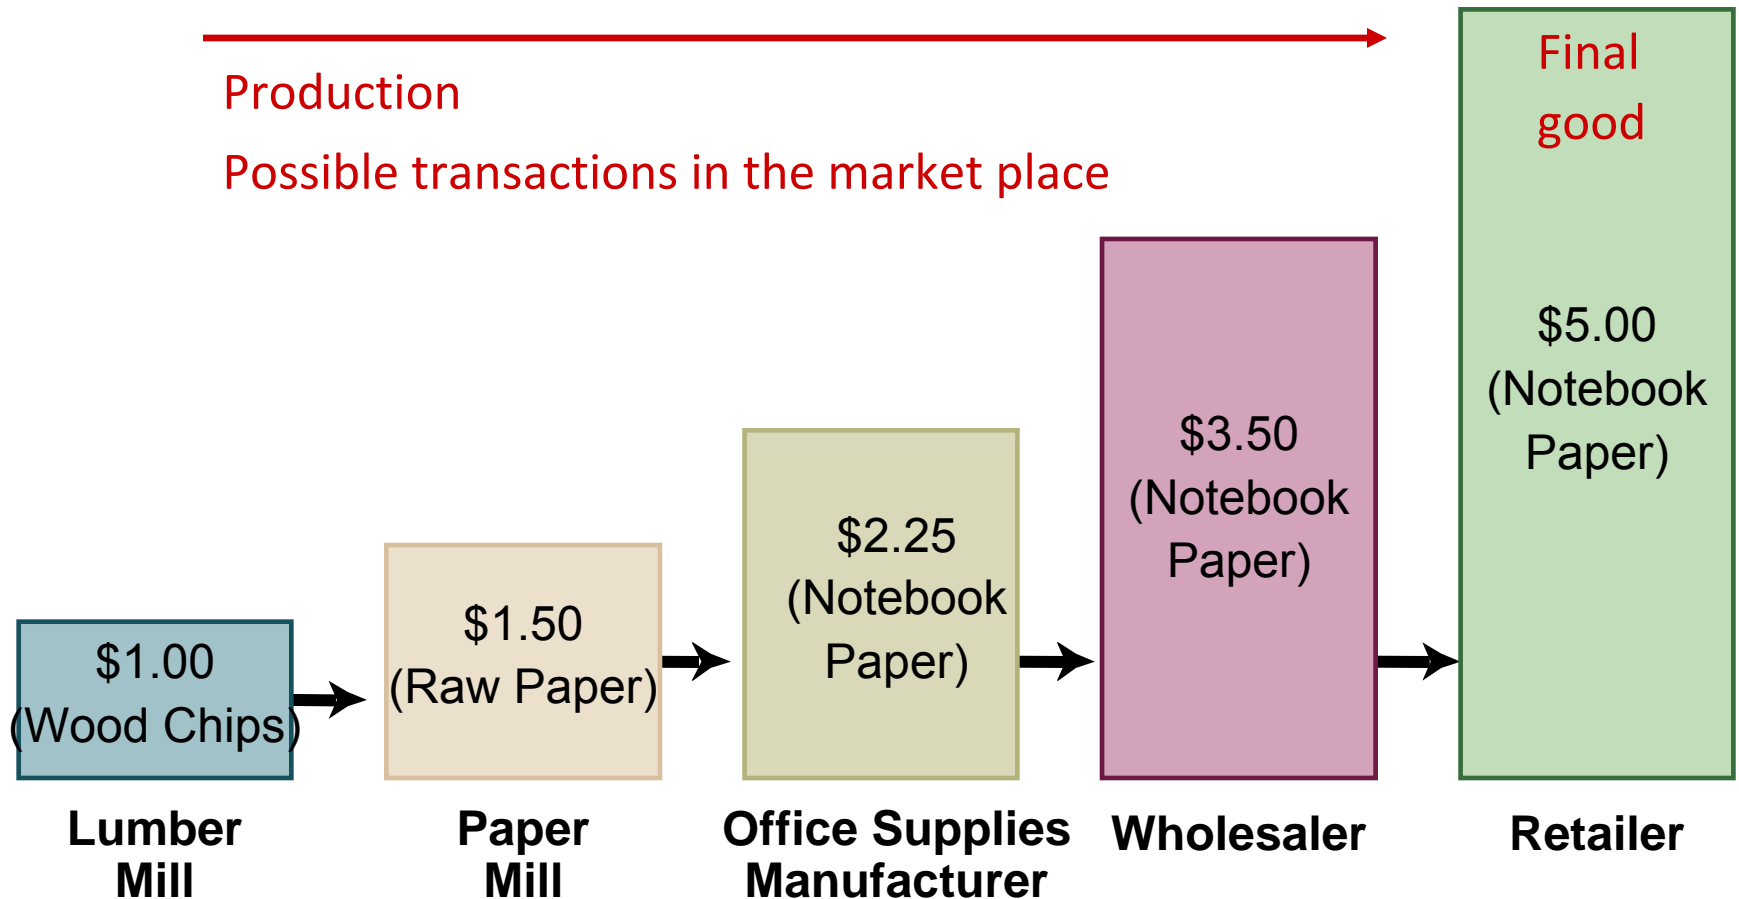 Production
Possible transactions in the market place
Final
good
$1.00
(Wood Chips)
$1.50
(Raw Paper)
$2.25
(Notebook
Paper)
$3.50
(Notebook
Paper)
$5.00
(Notebook
Paper)
Lumber
Mill
Paper
Mill
Office Supplies
Manufacturer
Wholesaler
Retailer